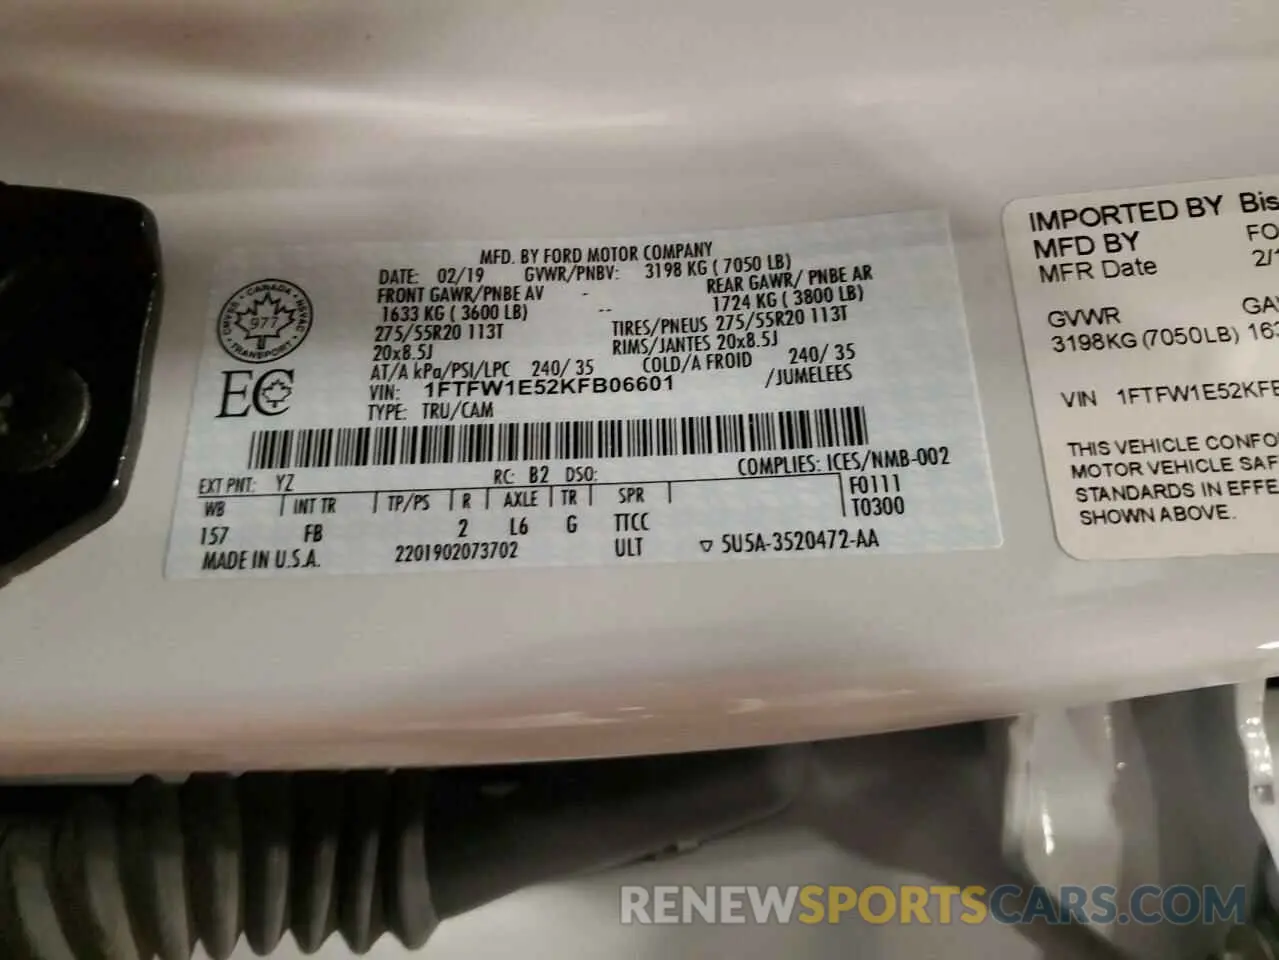 MFD. BY FORD MOTOR COMPANY
DATE: 02/19 GVWR/PNBV: 3198 KG ( 7050 LB)
FRONT GAWR/PNBE AV - REAR GAWR/ PNBE AR
1633 KG ( 3600 LB) -- 1724 KG ( 3800 LB)
275/55R20 113T TIRES/PNEUS 275/55R20 113T
20x8.5J RIMS/JANTES 20x8.5J
AT/A kPa/PSI/LPC 240/ 35 COLD/A FROID 240/ 35
VIN: 1FTFW1E52KFB06601 /JUMELEES
TYPE: TRU/CAM
CANADA
977
TRANSPORT
CMVSS
NSVAC
EC
COMPLIES: ICES/NMB-002
EXT PNT: YZ RC: B2 DSO:
WB INT TR TP/PS R AXLE TR SPR F0111
157 FB 2 L6 G TTCC T0300
MADE IN U.S.A. 2201902073702 ULT ▽ 5U5A-3520472-AA
IMPORTED BY Bis
MFD BY FO
MFR Date 2/1
GVWR GA
3198KG (7050LB) 163
VIN 1FTFW1E52KFB
THIS VEHICLE CONFO
MOTOR VEHICLE SAF
STANDARDS IN EFFE
SHOWN ABOVE.
RENEWSPORTSCARS.COM